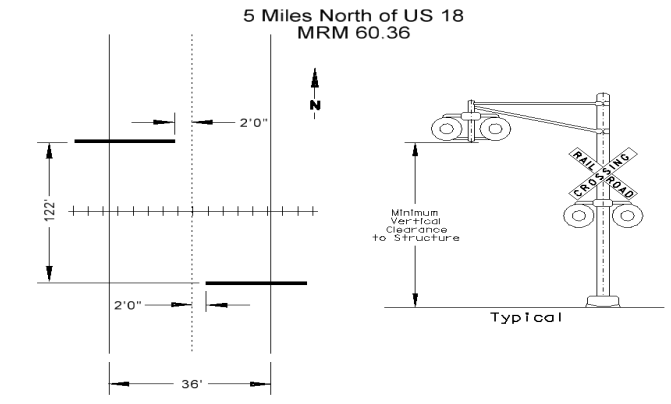 5 Miles North of US 18
MRM 60.36
N
2'0"
122'
2'0"
36'
RAIL ROAD
CROSSING
Minimum
Vertical
Clearance
to Structure
Typical